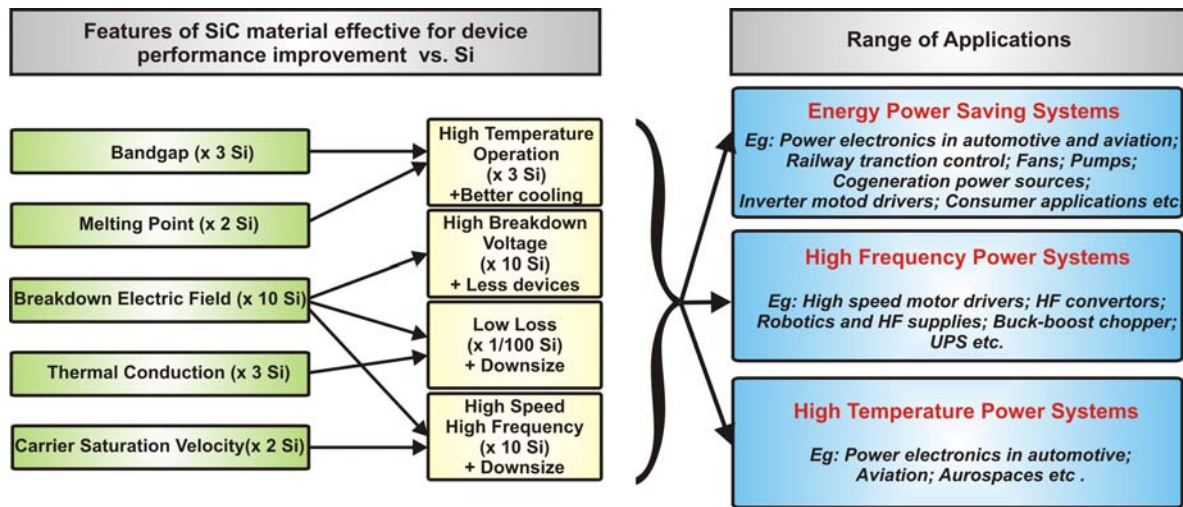 Features of SiC material effective for device
performance improvement vs. Si
Bandgap (x 3 Si)
Melting Point (x 2 Si)
Breakdown Electric Field (x 10 Si)
Thermal Conduction (x 3 Si)
Carrier Saturation Velocity(x 2 Si)
High Temperature
Operation
(x 3 Si)
+Better cooling
High Breakdown
Voltage
(x 10 Si)
+ Less devices
Low Loss
(x 1/100 Si)
+ Downsize
High Speed
High Frequency
(x 10 Si)
+ Downsize
Range of Applications
Energy Power Saving Systems
Eg: Power electronics in automotive and aviation;
Railway tranction control; Fans; Pumps;
Cogeneration power sources;
Inverter motod drivers; Consumer applications etc.
High Frequency Power Systems
Eg: High speed motor drivers; HF convertors;
Robotics and HF supplies; Buck-boost chopper;
UPS etc.
High Temperature Power Systems
Eg: Power electronics in automotive;
Aviation; Aurospaces etc .